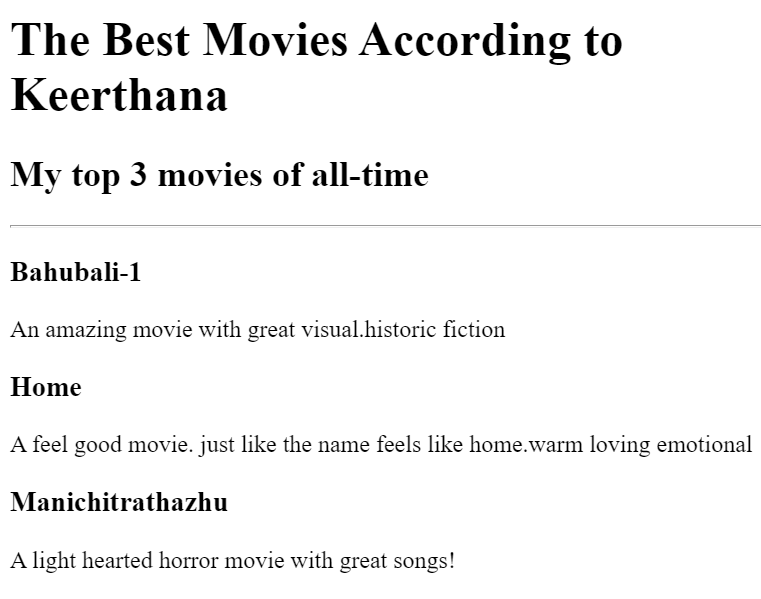 The Best Movies According to
Keerthana
My top 3 movies of all-time
Bahubali-1
An amazing movie with great visual.historic fiction
Home
A feel good movie. just like the name feels like home.warm loving emotional
Manichitrathazhu
A light hearted horror movie with great songs!